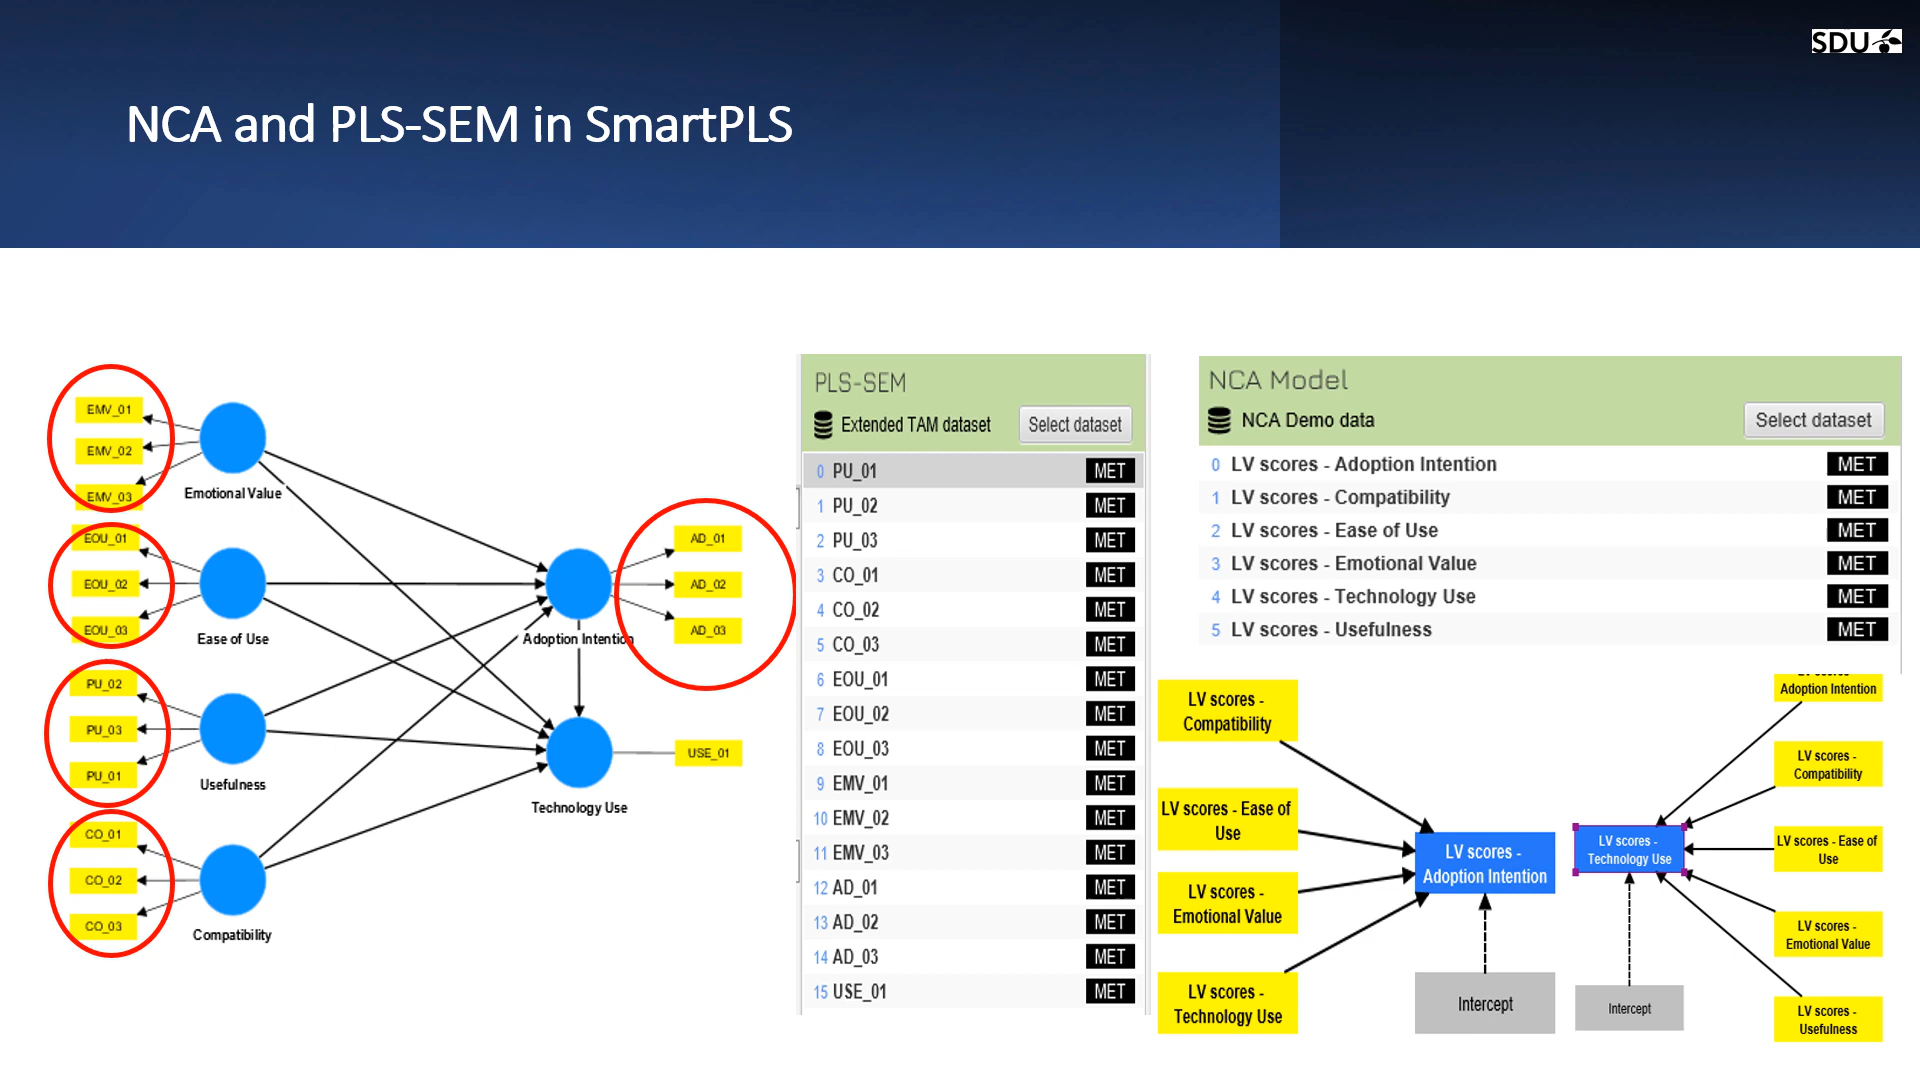 SDU
NCA and PLS-SEM in SmartPLS
EMV_01
EMV_02
EMV_03
Emotional Value
EOU_01
EOU_02
EOU_03
Ease of Use
PU_02
PU_03
PU_01
Usefulness
CO_01
CO_02
CO_03
Compatibility
AD_01
AD_02
AD_03
Adoption Intention
USE_01
Technology Use
PLS-SEM
Extended TAM dataset Select dataset
0 PU_01 MET
1 PU_02 MET
2 PU_03 MET
3 CO_01 MET
4 CO_02 MET
5 CO_03 MET
6 EOU_01 MET
7 EOU_02 MET
8 EOU_03 MET
9 EMV_01 MET
10 EMV_02 MET
11 EMV_03 MET
12 AD_01 MET
13 AD_02 MET
14 AD_03 MET
15 USE_01 MET
NCA Model
NCA Demo data Select dataset
0 LV scores - Adoption Intention MET
1 LV scores - Compatibility MET
2 LV scores - Ease of Use MET
3 LV scores - Emotional Value MET
4 LV scores - Technology Use MET
5 LV scores - Usefulness MET
LV scores -
Compatibility
LV scores - Ease of
Use
LV scores -
Emotional Value
LV scores -
Technology Use
LV scores -
Adoption Intention
Intercept
LV scores -
Technology Use
Intercept
Adoption Intention
LV scores -
Compatibility
LV scores - Ease of
Use
LV scores -
Emotional Value
LV scores -
Usefulness